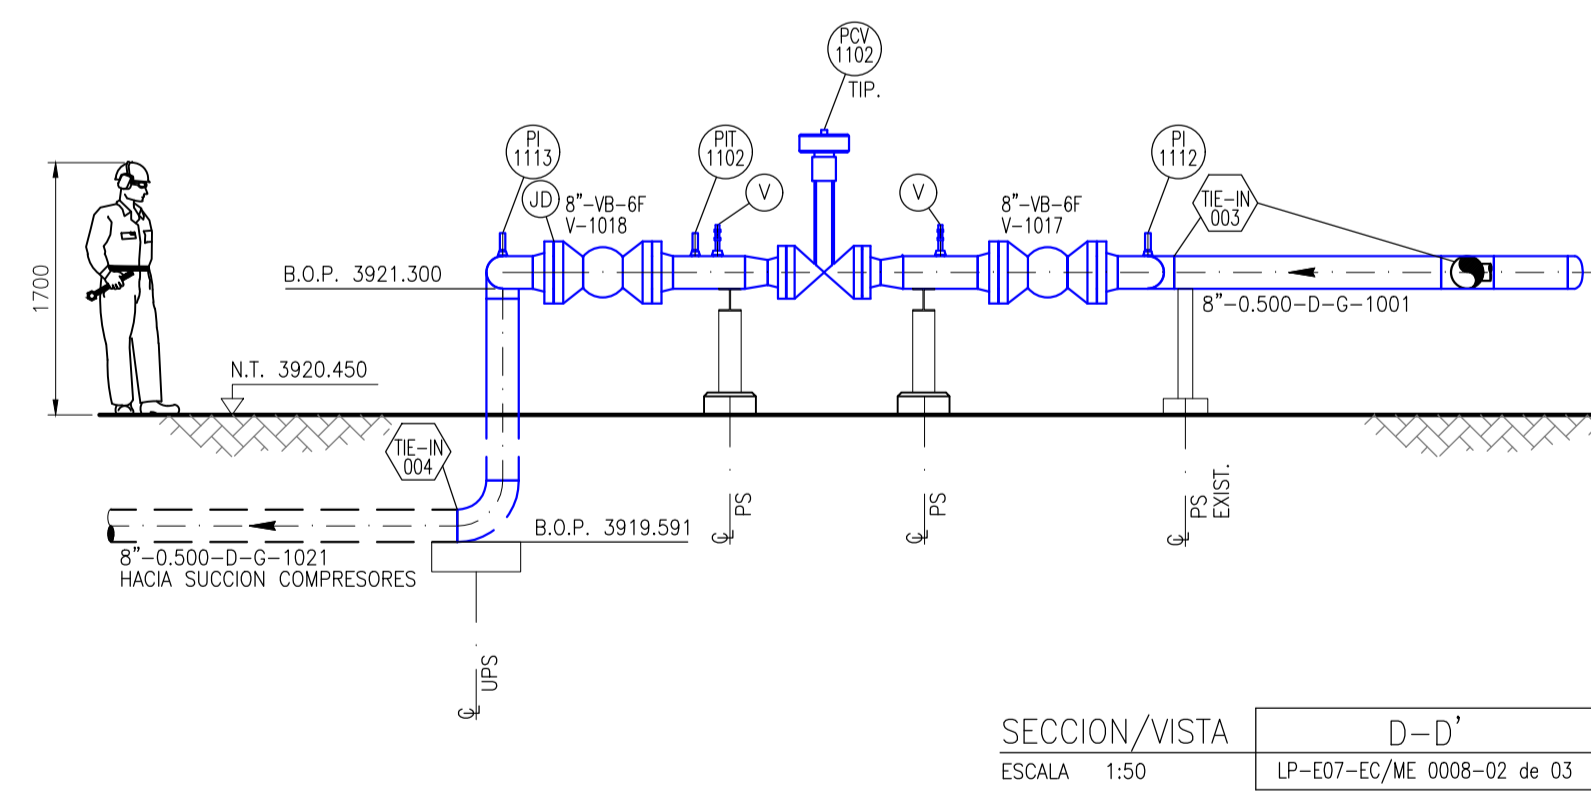 PCV
1102
TIP.
PI
1113
PIT
1102
PI
1112
JD
8"-VB-6F
V-1018
V
V
8"-VB-6F
V-1017
TIE-IN
003
1700
B.O.P. 3921.300
8"-0.500-D-G-1001
N.T. 3920.450
TIE-IN
004
B.O.P. 3919.591
8"-0.500-D-G-1021
HACIA SUCCION COMPRESORES
℄ PS
℄ PS
℄ PS
EXIST.
℄ UPS
SECCION/VISTA D-D'
ESCALA 1:50 LP-E07-EC/ME 0008-02 de 03